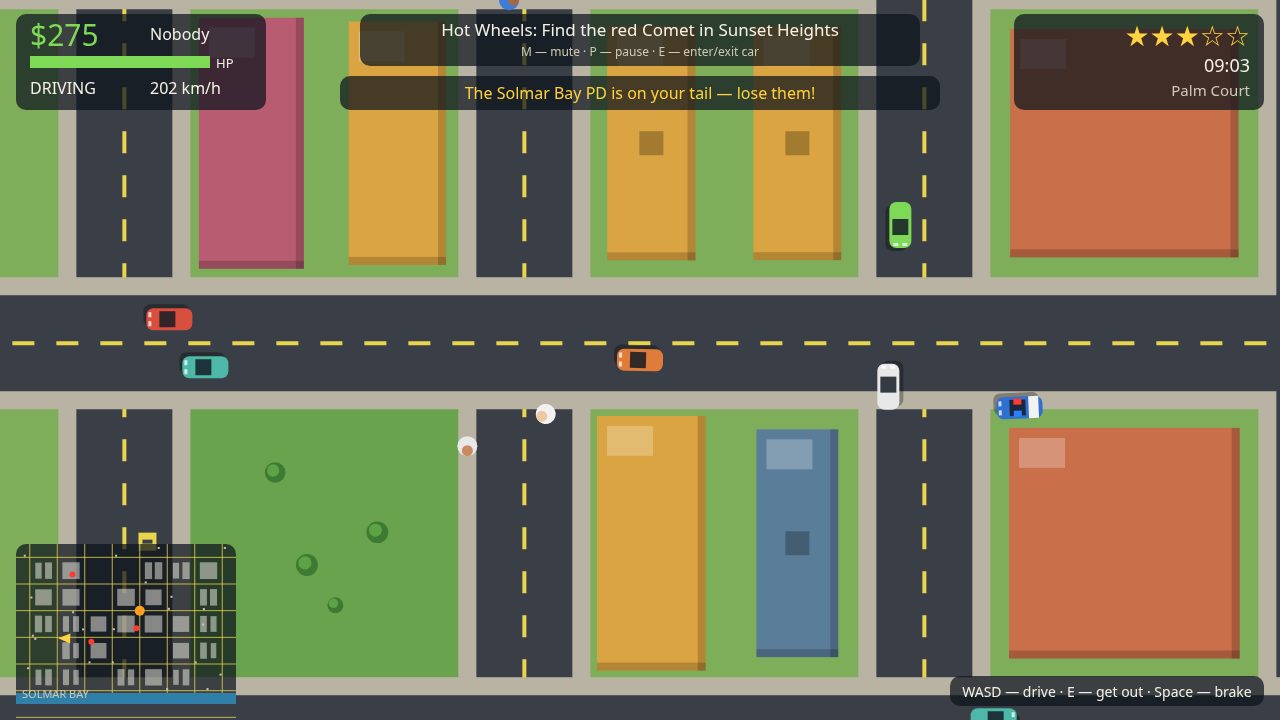 $275
Nobody
HP
DRIVING
202 km/h
Hot Wheels: Find the red Comet in Sunset Heights
M — mute · P — pause · E — enter/exit car
The Solmar Bay PD is on your tail — lose them!
★★★☆☆
09:03
Palm Court
SOLMAR BAY
WASD — drive · E — get out · Space — brake